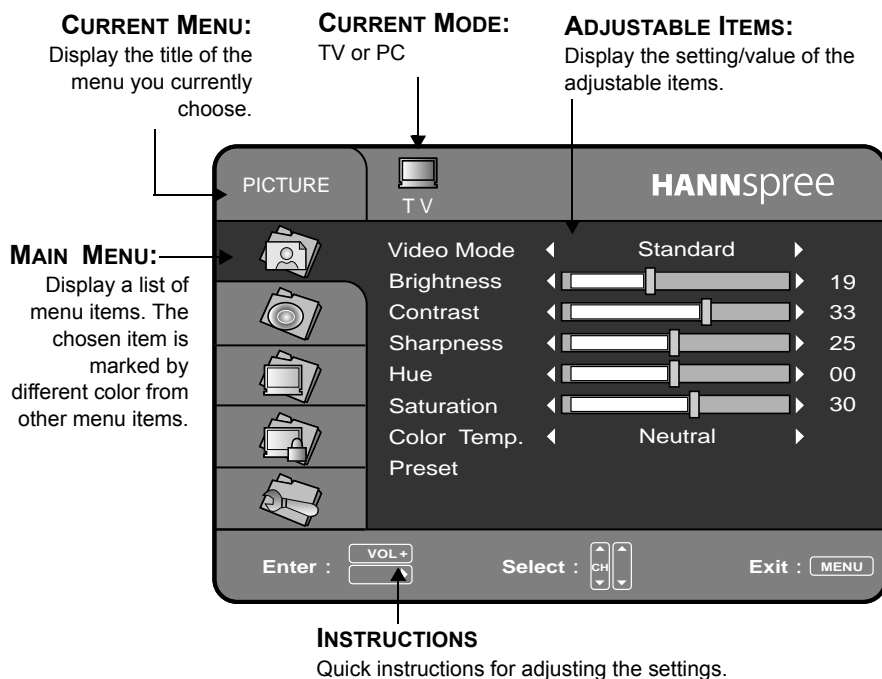 CURRENT MENU:
Display the title of the
menu you currently
choose.
CURRENT MODE:
TV or PC
ADJUSTABLE ITEMS:
Display the setting/value of the
adjustable items.
PICTURE
TV
HANNspree
MAIN MENU:
Display a list of
menu items. The
chosen item is
marked by
different color from
other menu items.
Video Mode Standard
Brightness 19
Contrast 33
Sharpness 25
Hue 00
Saturation 30
Color Temp. Neutral
Preset
Enter : VOL+
Select : CH
Exit : MENU
INSTRUCTIONS
Quick instructions for adjusting the settings.